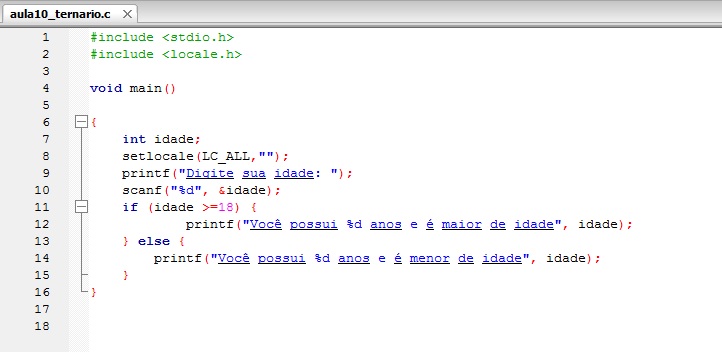 aula10_ternario.c
1 #include <stdio.h>
2 #include <locale.h>
3
4 void main()
5
6 {
7 int idade;
8 setlocale(LC_ALL,"");
9 printf("Digite sua idade: ");
10 scanf("%d", &idade);
11 if (idade >=18) {
12 printf("Você possui %d anos e é maior de idade", idade);
13 } else {
14 printf("Você possui %d anos e é menor de idade", idade);
15 }
16 }
17
18